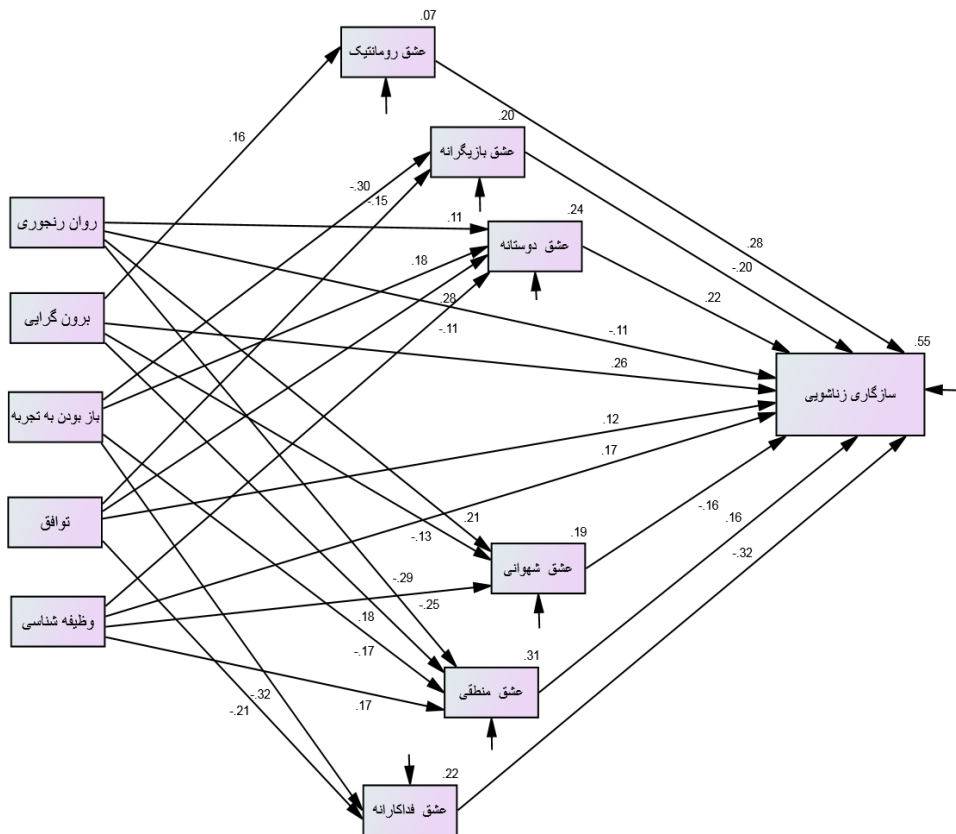 .07
عشق رومانتیک
.20
عشق بازیگرانه
.16
-.30
-.15
.24
عشق دوستانه
.11
روان رنجوری
.18
.28
-.20
.28
-.11
.22
برون گرایی
-.11
.26
.55
سازگاری زناشویی
باز بودن به تجربه
.12
.17
توافق
.21
-.13
.19
عشق شهوانی
-.16
.16
-.32
-.29
-.25
وظیفه شناسی
.18
-.17
.31
عشق منطقی
-.32
-.21
.17
.22
عشق فداکارانه